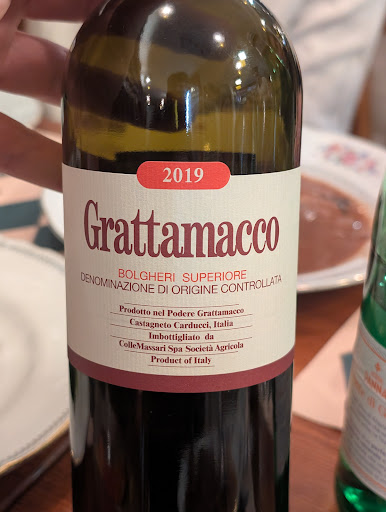 2019
Grattamacco
BOLGHERI SUPERIORE
DENOMINAZIONE DI ORIGINE CONTROLLATA
Prodotto nel Podere Grattamacco
Castagneto Carducci, Italia
Imbottigliato da
ColleMassari Spa Società Agricola
Product of Italy